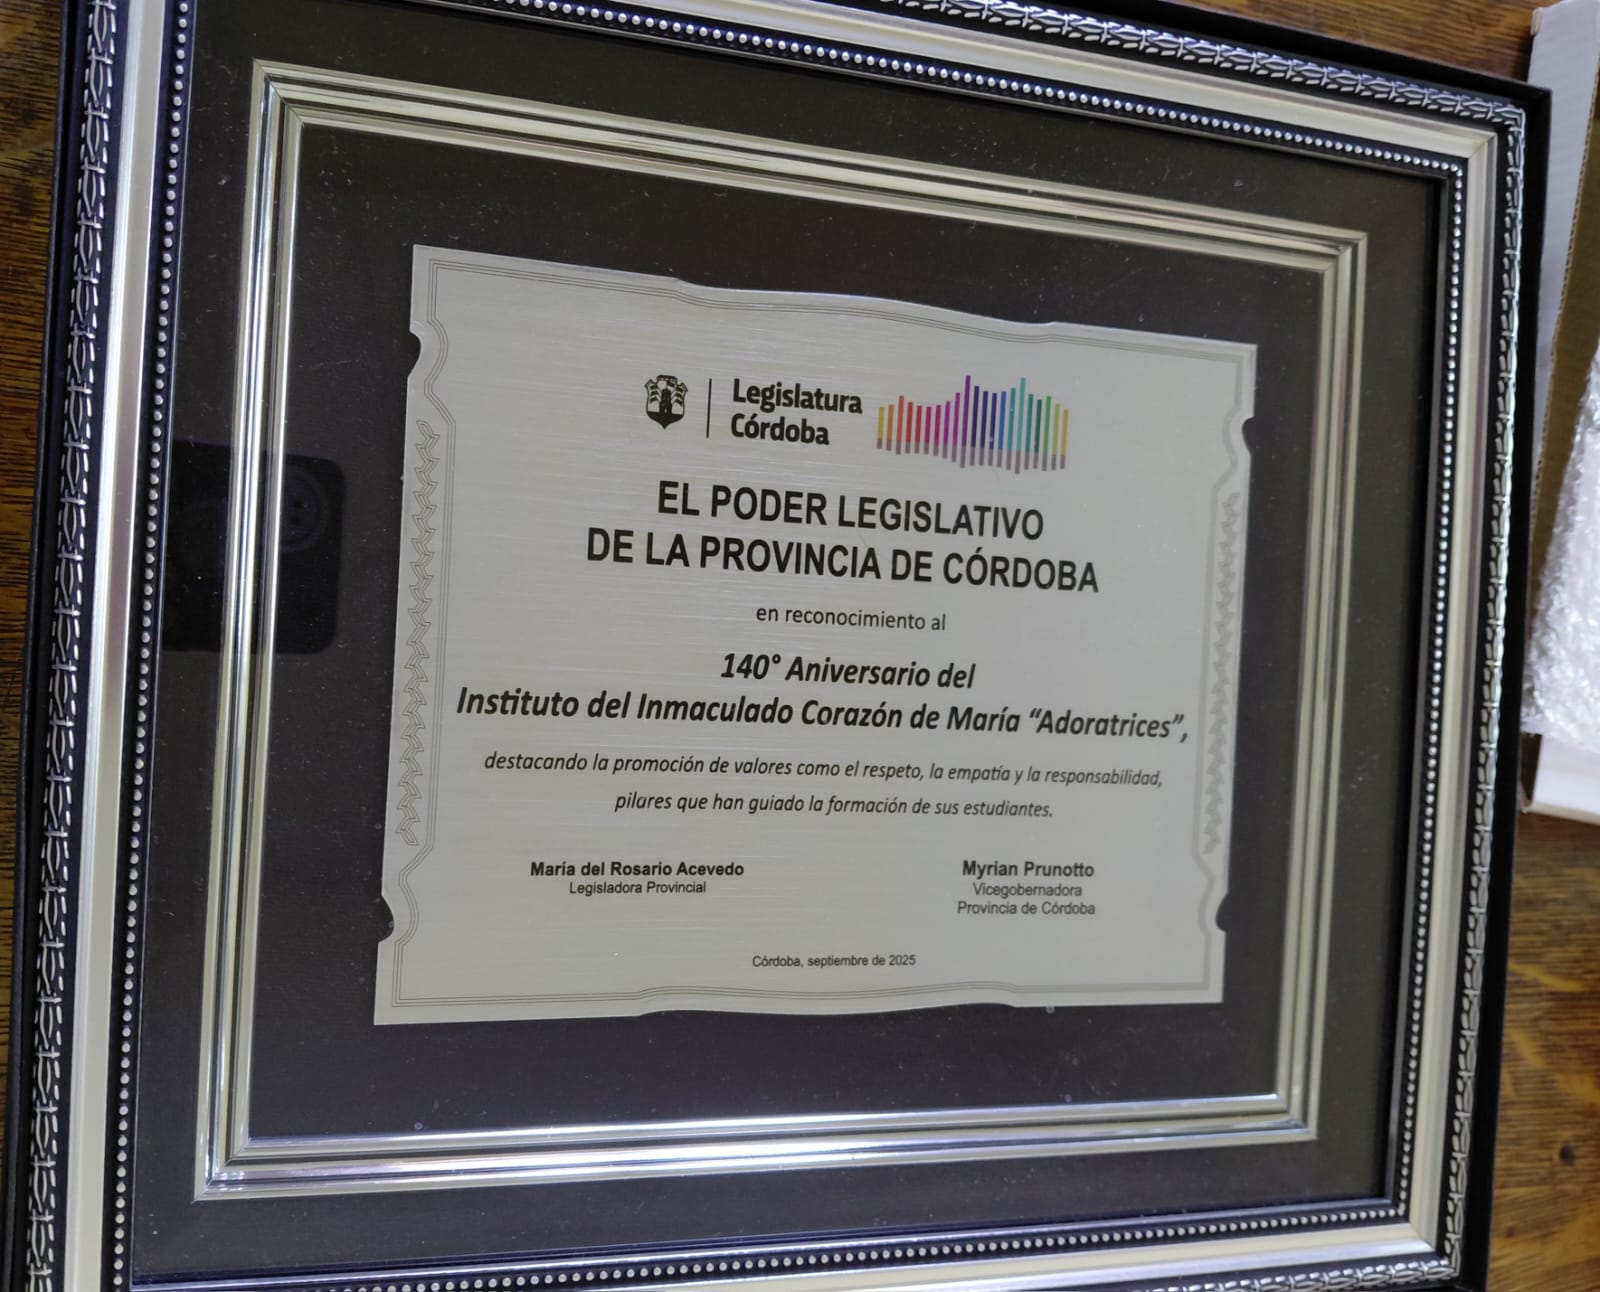 Legislatura
Córdoba
EL PODER LEGISLATIVO
DE LA PROVINCIA DE CÓRDOBA
en reconocimiento al
140° Aniversario del
Instituto del Inmaculado Corazón de María “Adoratrices”,
destacando la promoción de valores como el respeto, la empatía y la responsabilidad,
pilares que han guiado la formación de sus estudiantes.
María del Rosario Acevedo
Legisladora Provincial
Myrian Prunotto
Vicegobernadora
Provincia de Córdoba
Córdoba, septiembre de 2025